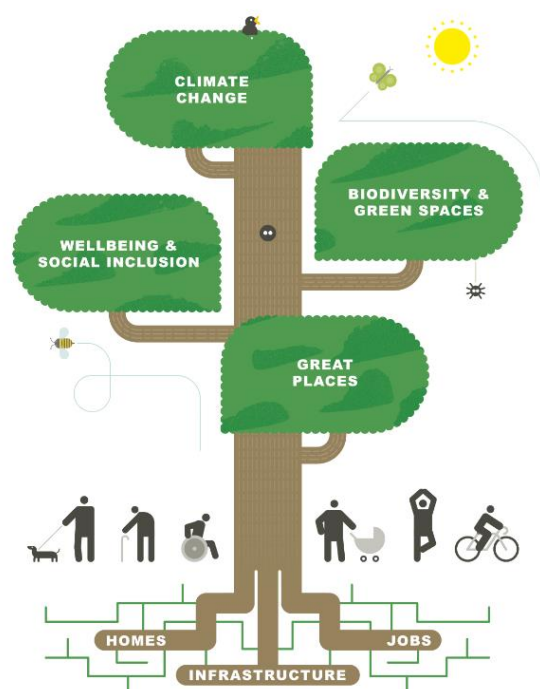 CLIMATE
CHANGE
BIODIVERSITY &
GREEN SPACES
WELLBEING &
SOCIAL INCLUSION
GREAT
PLACES
HOMES
JOBS
INFRASTRUCTURE